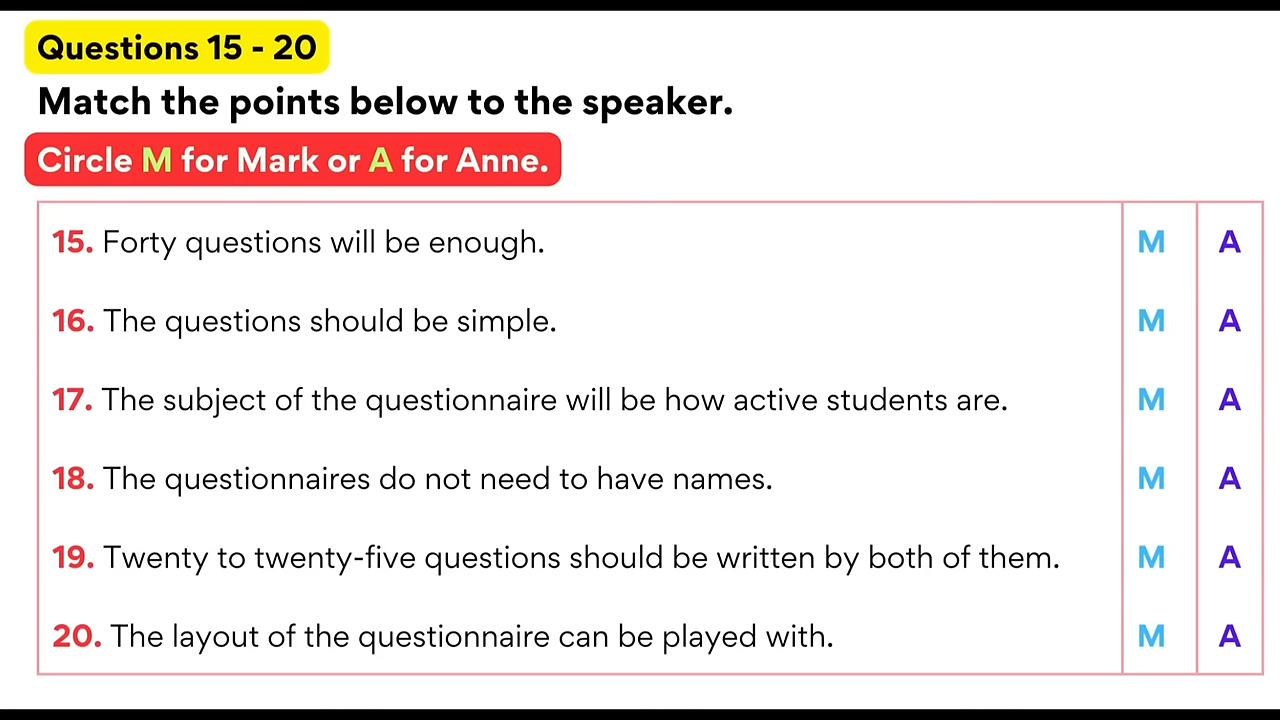 Questions 15 - 20
Match the points below to the speaker.
Circle M for Mark or A for Anne.
15. Forty questions will be enough. M A
16. The questions should be simple. M A
17. The subject of the questionnaire will be how active students are. M A
18. The questionnaires do not need to have names. M A
19. Twenty to twenty-five questions should be written by both of them. M A
20. The layout of the questionnaire can be played with. M A